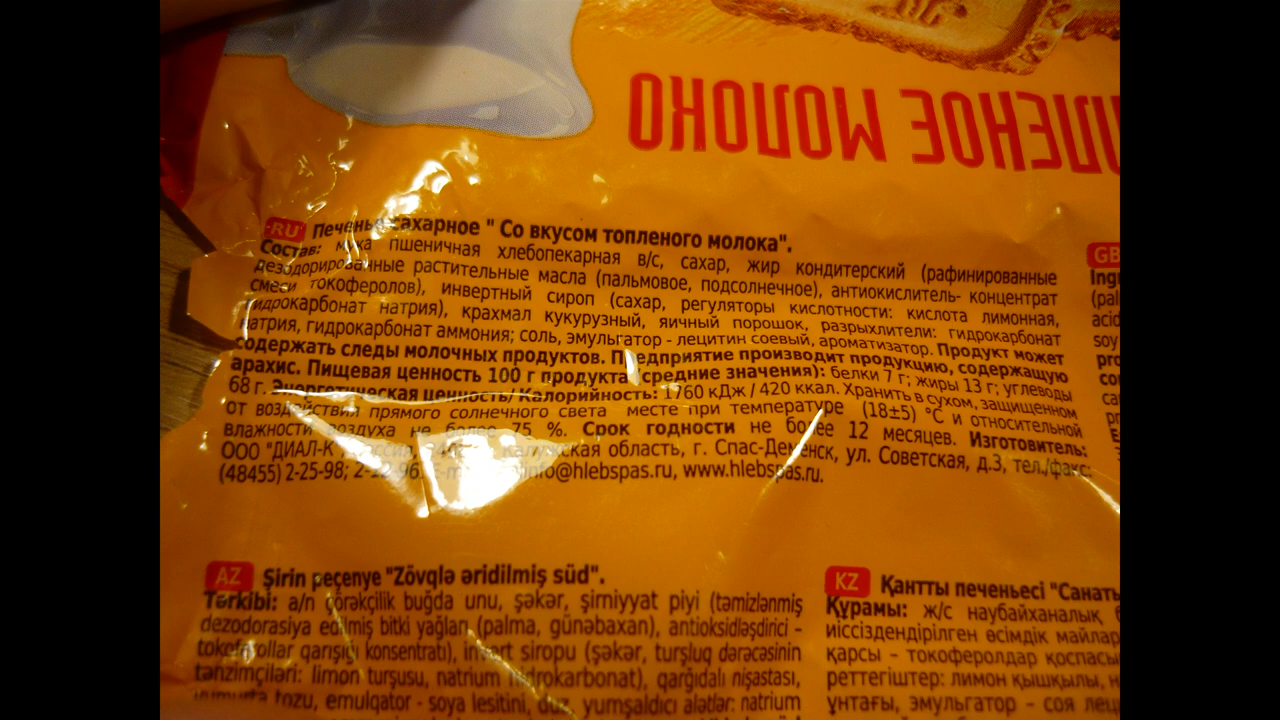 ПЛЕНОЕ МОЛОКО
RU Печенье сахарное " Со вкусом топленого молока".
Состав: мука пшеничная хлебопекарная в/с, сахар, жир кондитерский (рафинированные
дезодорированные растительные масла (пальмовое, подсолнечное), антиокислитель- концентрат
смеси токоферолов), инвертный сироп (сахар, регуляторы кислотности: кислота лимонная,
гидрокарбонат натрия), крахмал кукурузный, яичный порошок, разрыхлители: гидрокарбонат
натрия, гидрокарбонат аммония; соль, эмульгатор - лецитин соевый, ароматизатор. Продукт может
содержать следы молочных продуктов. Предприятие производит продукцию, содержащую
арахис. Пищевая ценность 100 г продукта (средние значения): белки 7 г; жиры 13 г; углеводы
68 г. Энергетическая ценность/ Калорийность: 1760 кДж / 420 ккал. Хранить в сухом, защищенном
от воздействия прямого солнечного света месте при температуре (18±5) °С и относительной
влажности воздуха не более 75 %. Срок годности не более 12 месяцев. Изготовитель:
ООО "ДИАЛ-К Калужская область, г. Спас-Деменск, ул. Советская, д.3, тел./факс:
(48455) 2-25-98; info@hlebspas.ru, www.hlebspas.ru.
GB
Ingr
(pal
acid
soy
pro
AZ Şirin peçenye "Zövqlə əridilmiş süd".
Tərkibi: a/n çörəkçilik buğda unu, şəkər, şirniyyat piyi (təmizlənmiş
dezodorasiya edilmiş bitki yağları (palma, günəbaxan), antioksidləşdirici –
tokoferollar qarışığı konsentratı), invert siropu (şəkər, turşluq dərəcəsinin
tənzimçiləri: limon turşusu, natrium hidrokarbonat), qarğıdalı nişastası,
yumurta tozu, emulqator - soya lesitini, duz, yumşaldıcı alətlər: natrium
KZ Қантты печеньесі "Санаты
Құрамы: ж/с наубайханалық
иіссіздендірілген өсімдік майлар
қарсы – токоферолдар қоспасы
реттегіштер: лимон қышқылы, н
ұнтағы, эмульгатор – соя лец